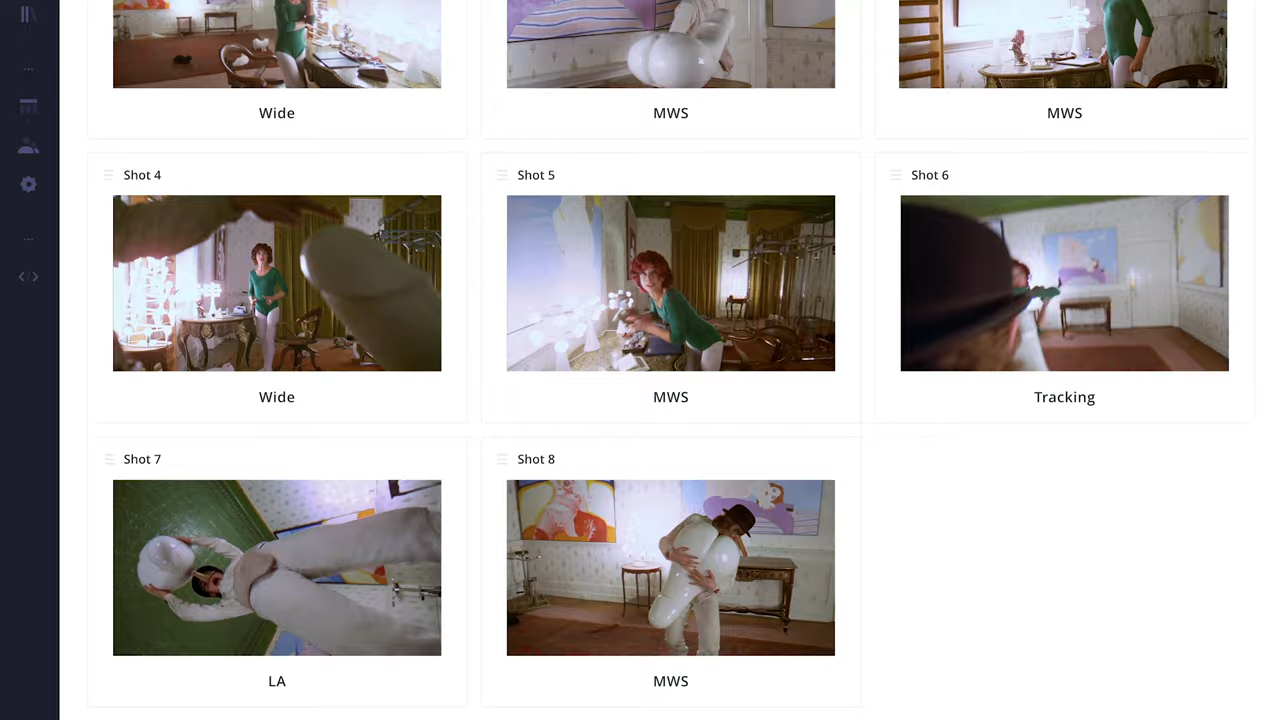 Wide
MWS
MWS
Shot 4
Shot 5
Shot 6
Wide
MWS
Tracking
Shot 7
Shot 8
LA
MWS